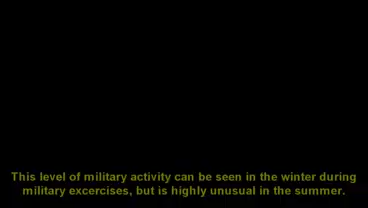 This level of military activity can be seen in the winter during
military excercises, but is highly unusual in the summer.